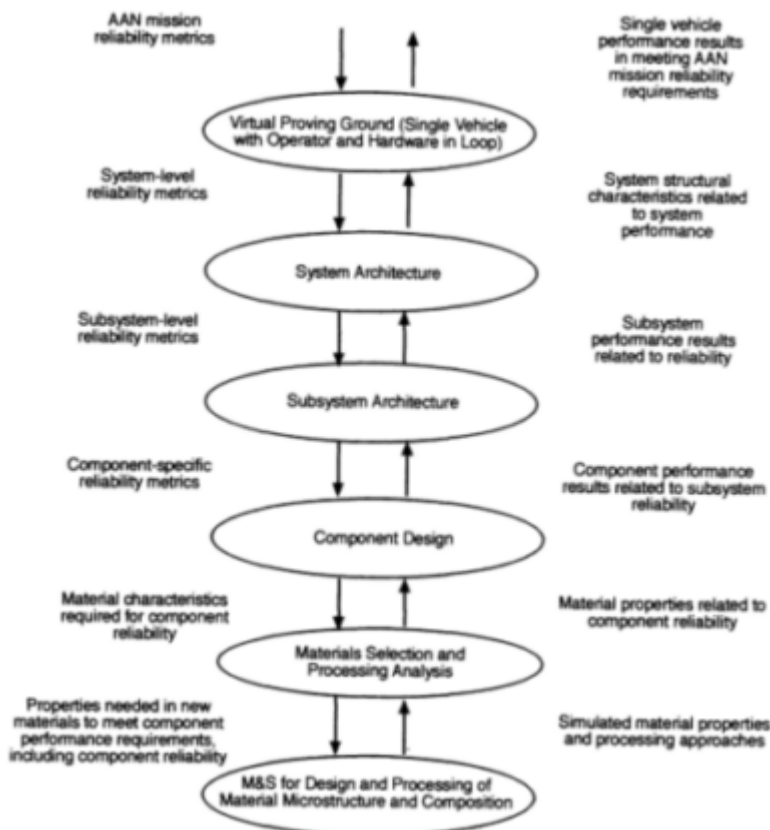 AAN mission
reliability metrics
Single vehicle
performance results
in meeting AAN
mission reliability
requirements
Virtual Proving Ground (Single Vehicle
with Operator and Hardware in Loop)
System-level
reliability metrics
System structural
characteristics related
to system
performance
System Architecture
Subsystem-level
reliability metrics
Subsystem
performance results
related to reliability
Subsystem Architecture
Component-specific
reliability metrics
Component performance
results related to subsystem
reliability
Component Design
Material characteristics
required for component
reliability
Material properties related to
component reliability
Materials Selection and
Processing Analysis
Properties needed in new
materials to meet component
performance requirements,
including component reliability
Simulated material properties
and processing approaches
M&S for Design and Processing of
Material Microstructure and Composition